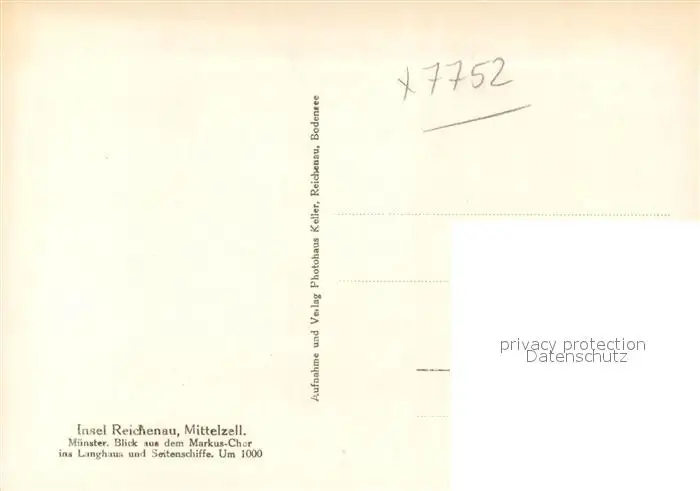 x 7752
Aufnahme und Verlag Photohaus Keller, Reichenau, Bodensee
privacy protection
Datenschutz
Insel Reichenau, Mittelzell.
Münster. Blick aus dem Markus-Chor
ins Langhaus und Seitenschiffe. Um 1000